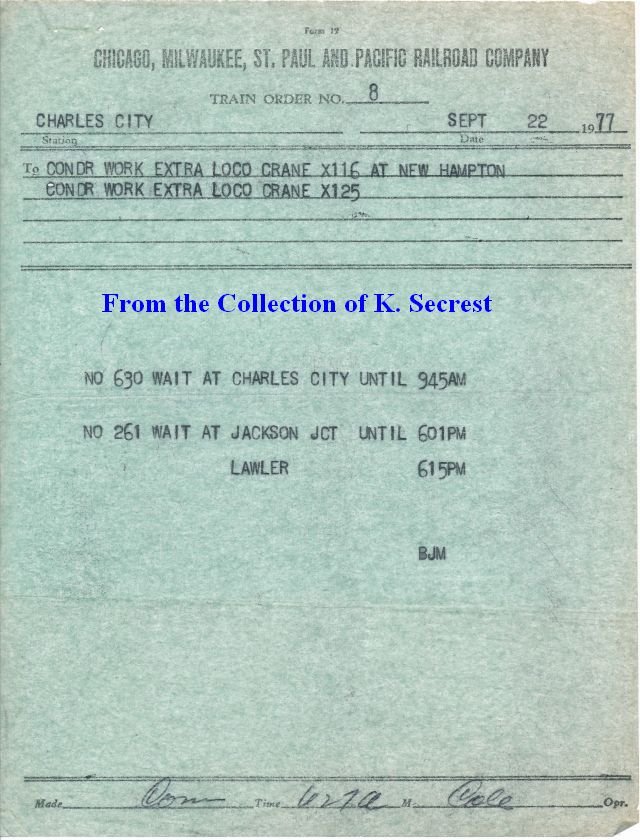 Form 19
CHICAGO, MILWAUKEE, ST. PAUL AND PACIFIC RAILROAD COMPANY
TRAIN ORDER NO. 8
CHARLES CITY SEPT 22 1977
Station Date
To CONDR WORK EXTRA LOCO CRANE X116 AT NEW HAMPTON
CONDR WORK EXTRA LOCO CRANE X125
From the Collection of K. Secrest
NO 630 WAIT AT CHARLES CITY UNTIL 945AM
NO 261 WAIT AT JACKSON JCT UNTIL 601PM
LAWLER 615PM
BJM
Made Com Time M. Cole Opr.